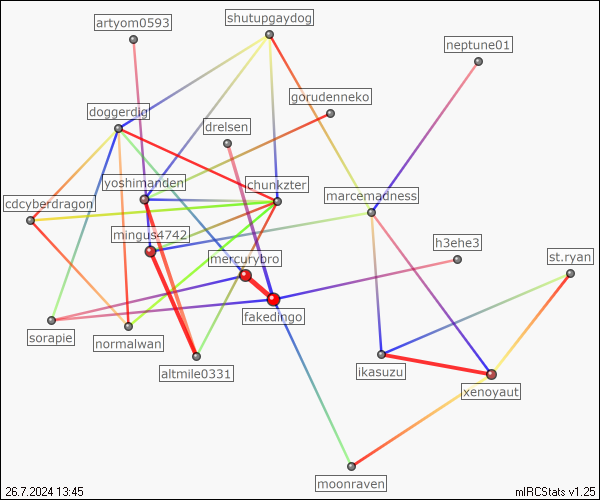 artyom0593
shutupgaydog
neptune01
gorudenneko
doggerdig
drelsen
yoshimanden
chunkzter
marcemadness
cdcyberdragon
mingus4742
h3ehe3
mercurybro
st.ryan
fakedingo
sorapie
normalwan
altmile0331
ikasuzu
xenoyaut
moonraven
26.7.2024 13:45
mIRCStats v1.25